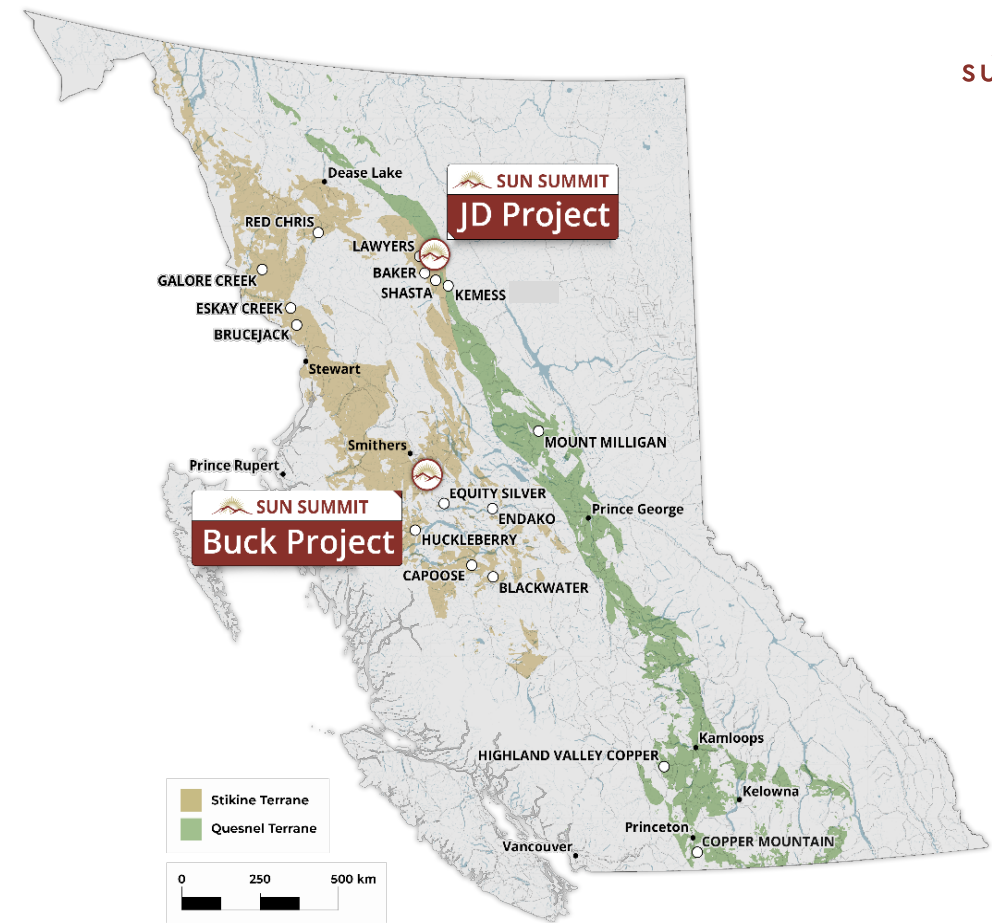 SU
Dease Lake
SUN SUMMIT
JD Project
RED CHRIS
LAWYERS
BAKER
GALORE CREEK
SHASTA
KEMESS
ESKAY CREEK
BRUCEJACK
Stewart
MOUNT MILLIGAN
Smithers
Prince Rupert
EQUITY SILVER
SUN SUMMIT
Buck Project
ENDAKO
Prince George
HUCKLEBERRY
CAPOOSE
BLACKWATER
Kamloops
HIGHLAND VALLEY COPPER
Kelowna
Stikine Terrane
Quesnel Terrane
Princeton
COPPER MOUNTAIN
Vancouver
0 250 500 km